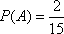 P(A) = 2/15